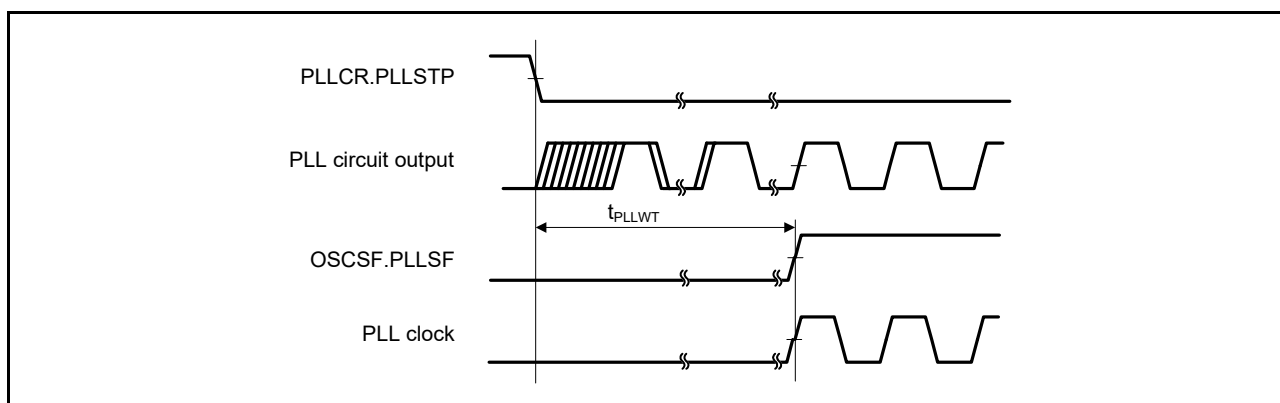 PLLCR.PLLSTP
PLL circuit output
tPLLWT
OSCSF.PLLSF
PLL clock